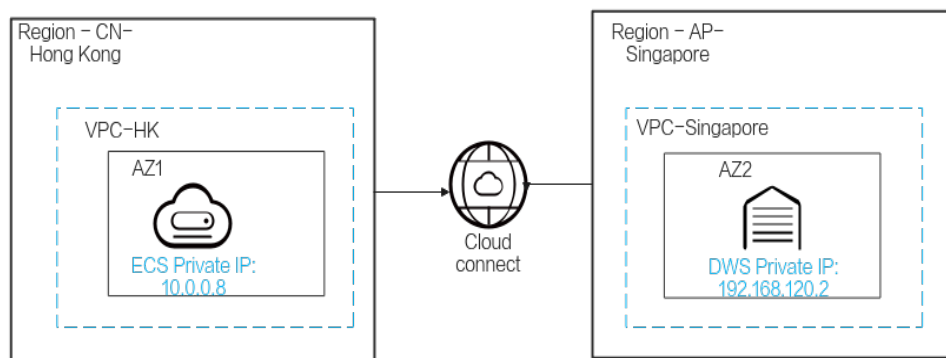 Region - CN-
Hong Kong
VPC-HK
AZ1
ECS Private IP:
10.0.0.8
Cloud
connect
Region - AP-
Singapore
VPC-Singapore
AZ2
DWS Private IP:
192.168.120.2